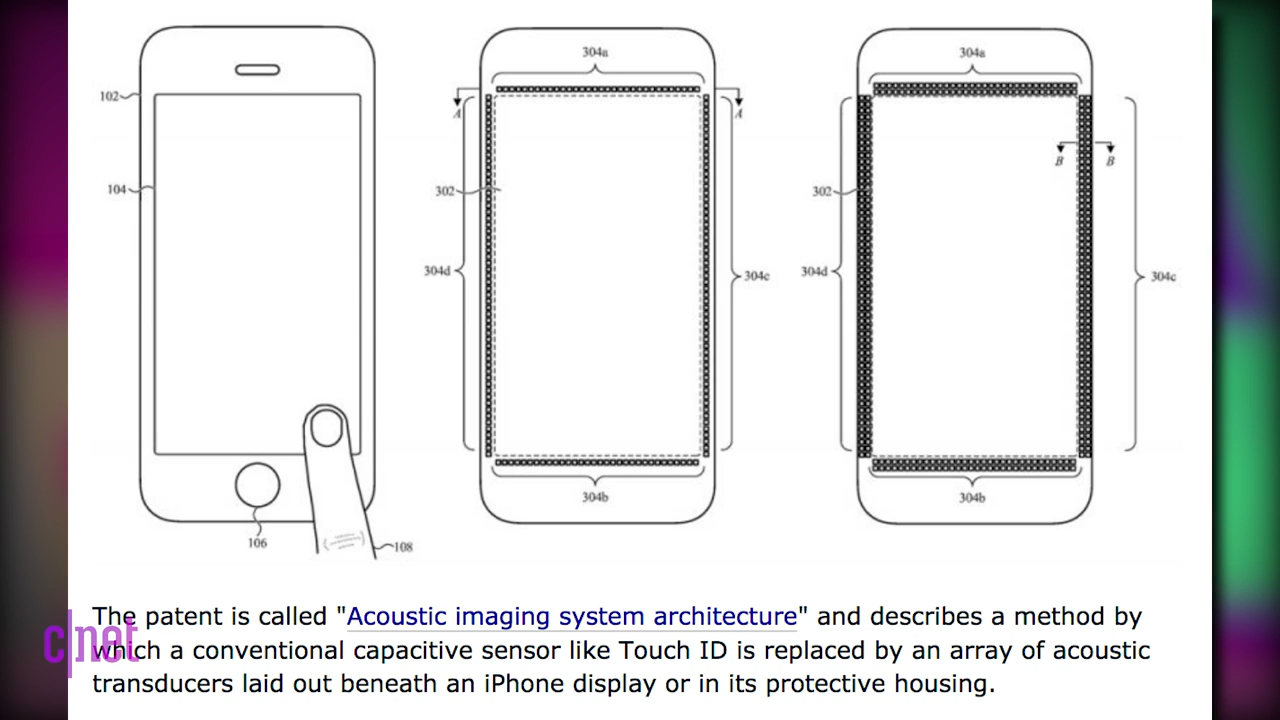 304a
304a
102
A
A
B
B
104
302
302
304d
304c
304d
304c
304b
304b
106
108
The patent is called "Acoustic imaging system architecture" and describes a method by
which a conventional capacitive sensor like Touch ID is replaced by an array of acoustic
transducers laid out beneath an iPhone display or in its protective housing.
c|net